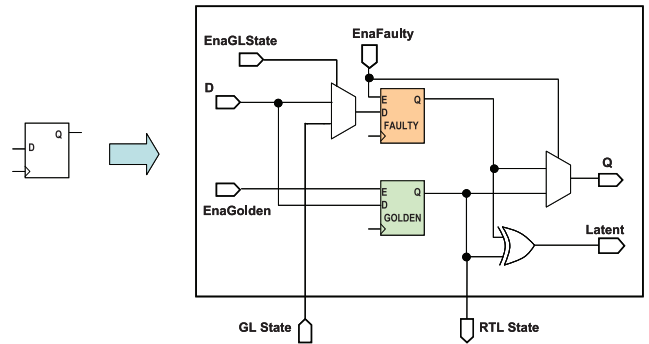 EnaFaulty
EnaGLState
D
E Q
D
FAULTY
Q
D
Q
E Q
D
GOLDEN
EnaGolden
Latent
GL State
RTL State